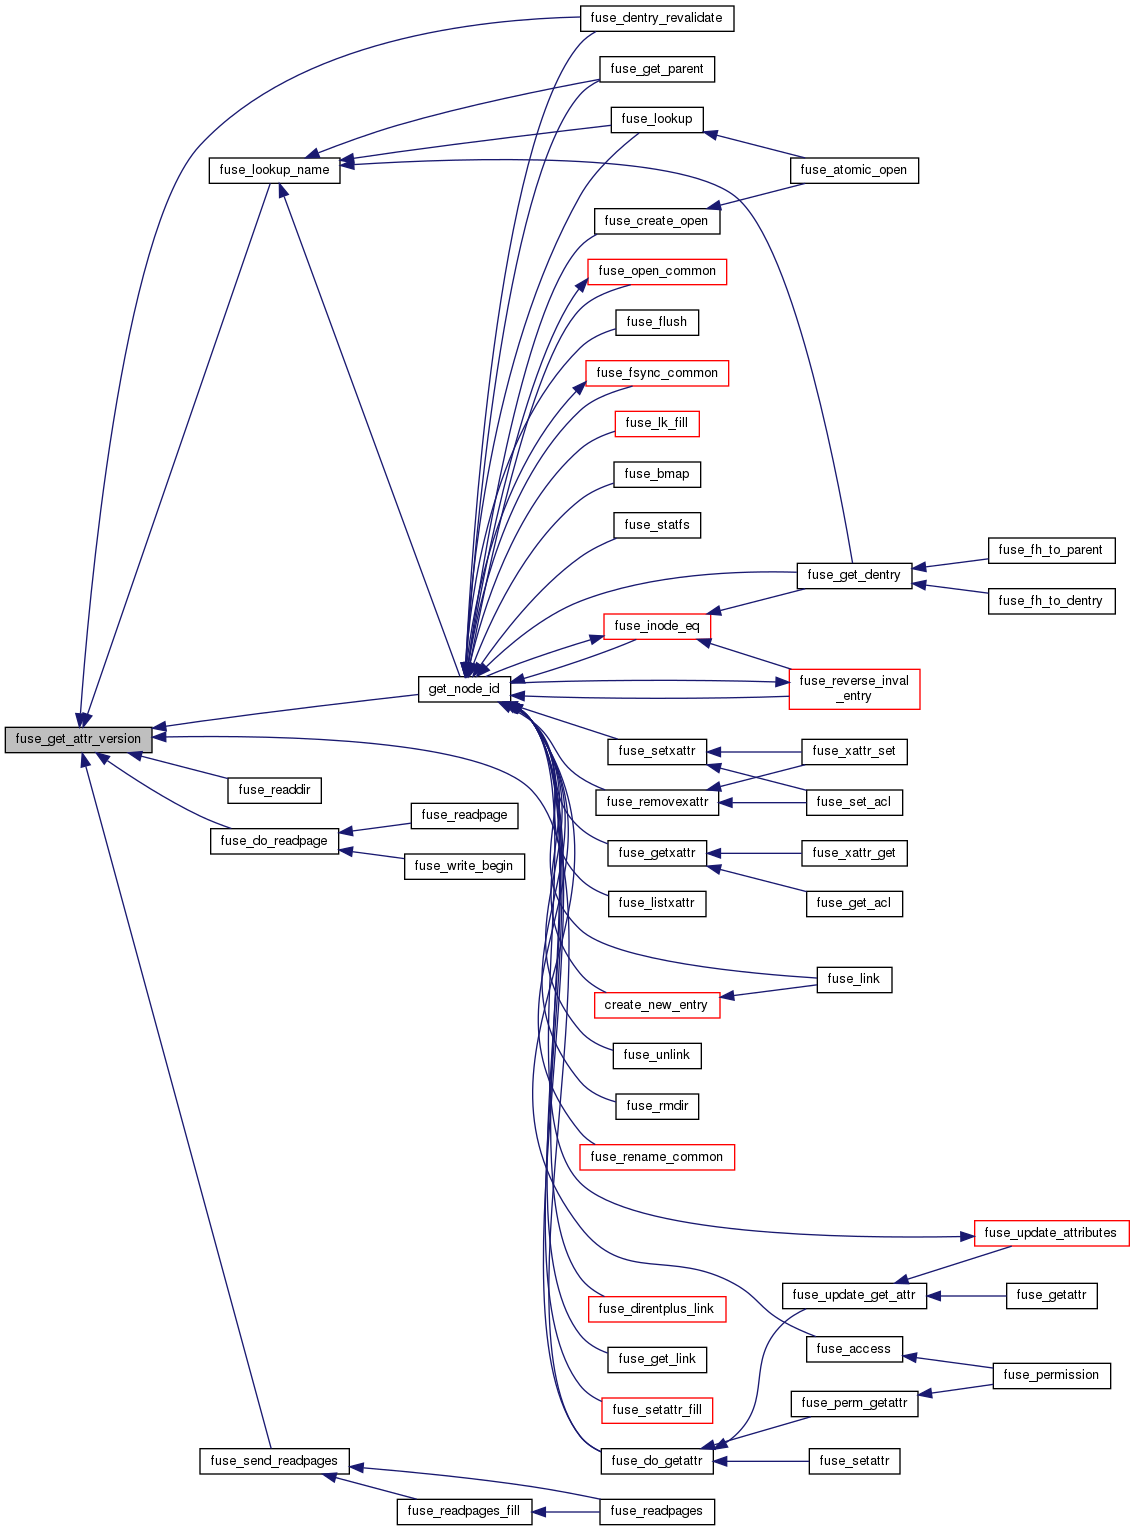 fuse_dentry_revalidate
fuse_get_parent
fuse_lookup
fuse_lookup_name
fuse_atomic_open
fuse_create_open
fuse_open_common
fuse_flush
fuse_fsync_common
fuse_lk_fill
fuse_bmap
fuse_statfs
fuse_fh_to_parent
fuse_get_dentry
fuse_fh_to_dentry
fuse_inode_eq
get_node_id
fuse_reverse_inval
_entry
fuse_get_attr_version
fuse_setxattr
fuse_xattr_set
fuse_readdir
fuse_removexattr
fuse_set_acl
fuse_readpage
fuse_do_readpage
fuse_getxattr
fuse_xattr_get
fuse_write_begin
fuse_listxattr
fuse_get_acl
fuse_link
create_new_entry
fuse_unlink
fuse_rmdir
fuse_rename_common
fuse_update_attributes
fuse_update_get_attr
fuse_getattr
fuse_direntplus_link
fuse_access
fuse_get_link
fuse_permission
fuse_perm_getattr
fuse_setattr_fill
fuse_send_readpages
fuse_do_getattr
fuse_setattr
fuse_readpages_fill
fuse_readpages